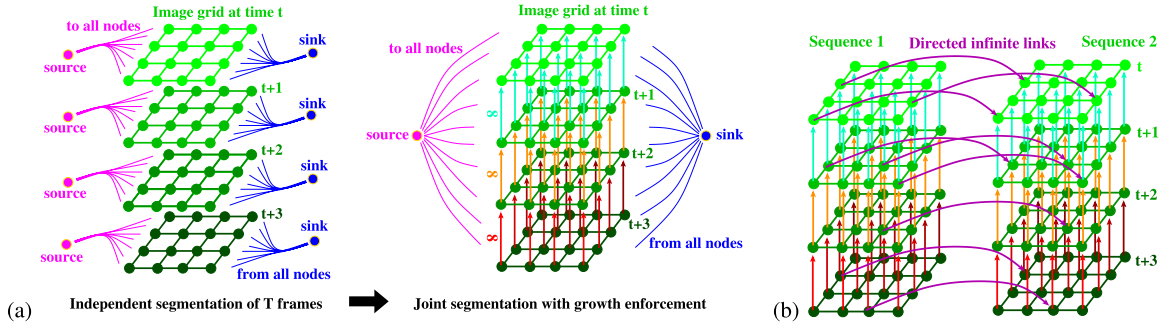 Image grid at time t
to all nodes
source
sink
t+1
source
sink
t+2
source
sink
t+3
source
sink
from all nodes
(a)
Independent segmentation of T frames
Image grid at time t
to all nodes
t+1
∞
source
sink
t+2
∞
t+3
∞
from all nodes
Joint segmentation with growth enforcement
Sequence 1
Directed infinite links
Sequence 2
t
t+1
t+2
t+3
(b)